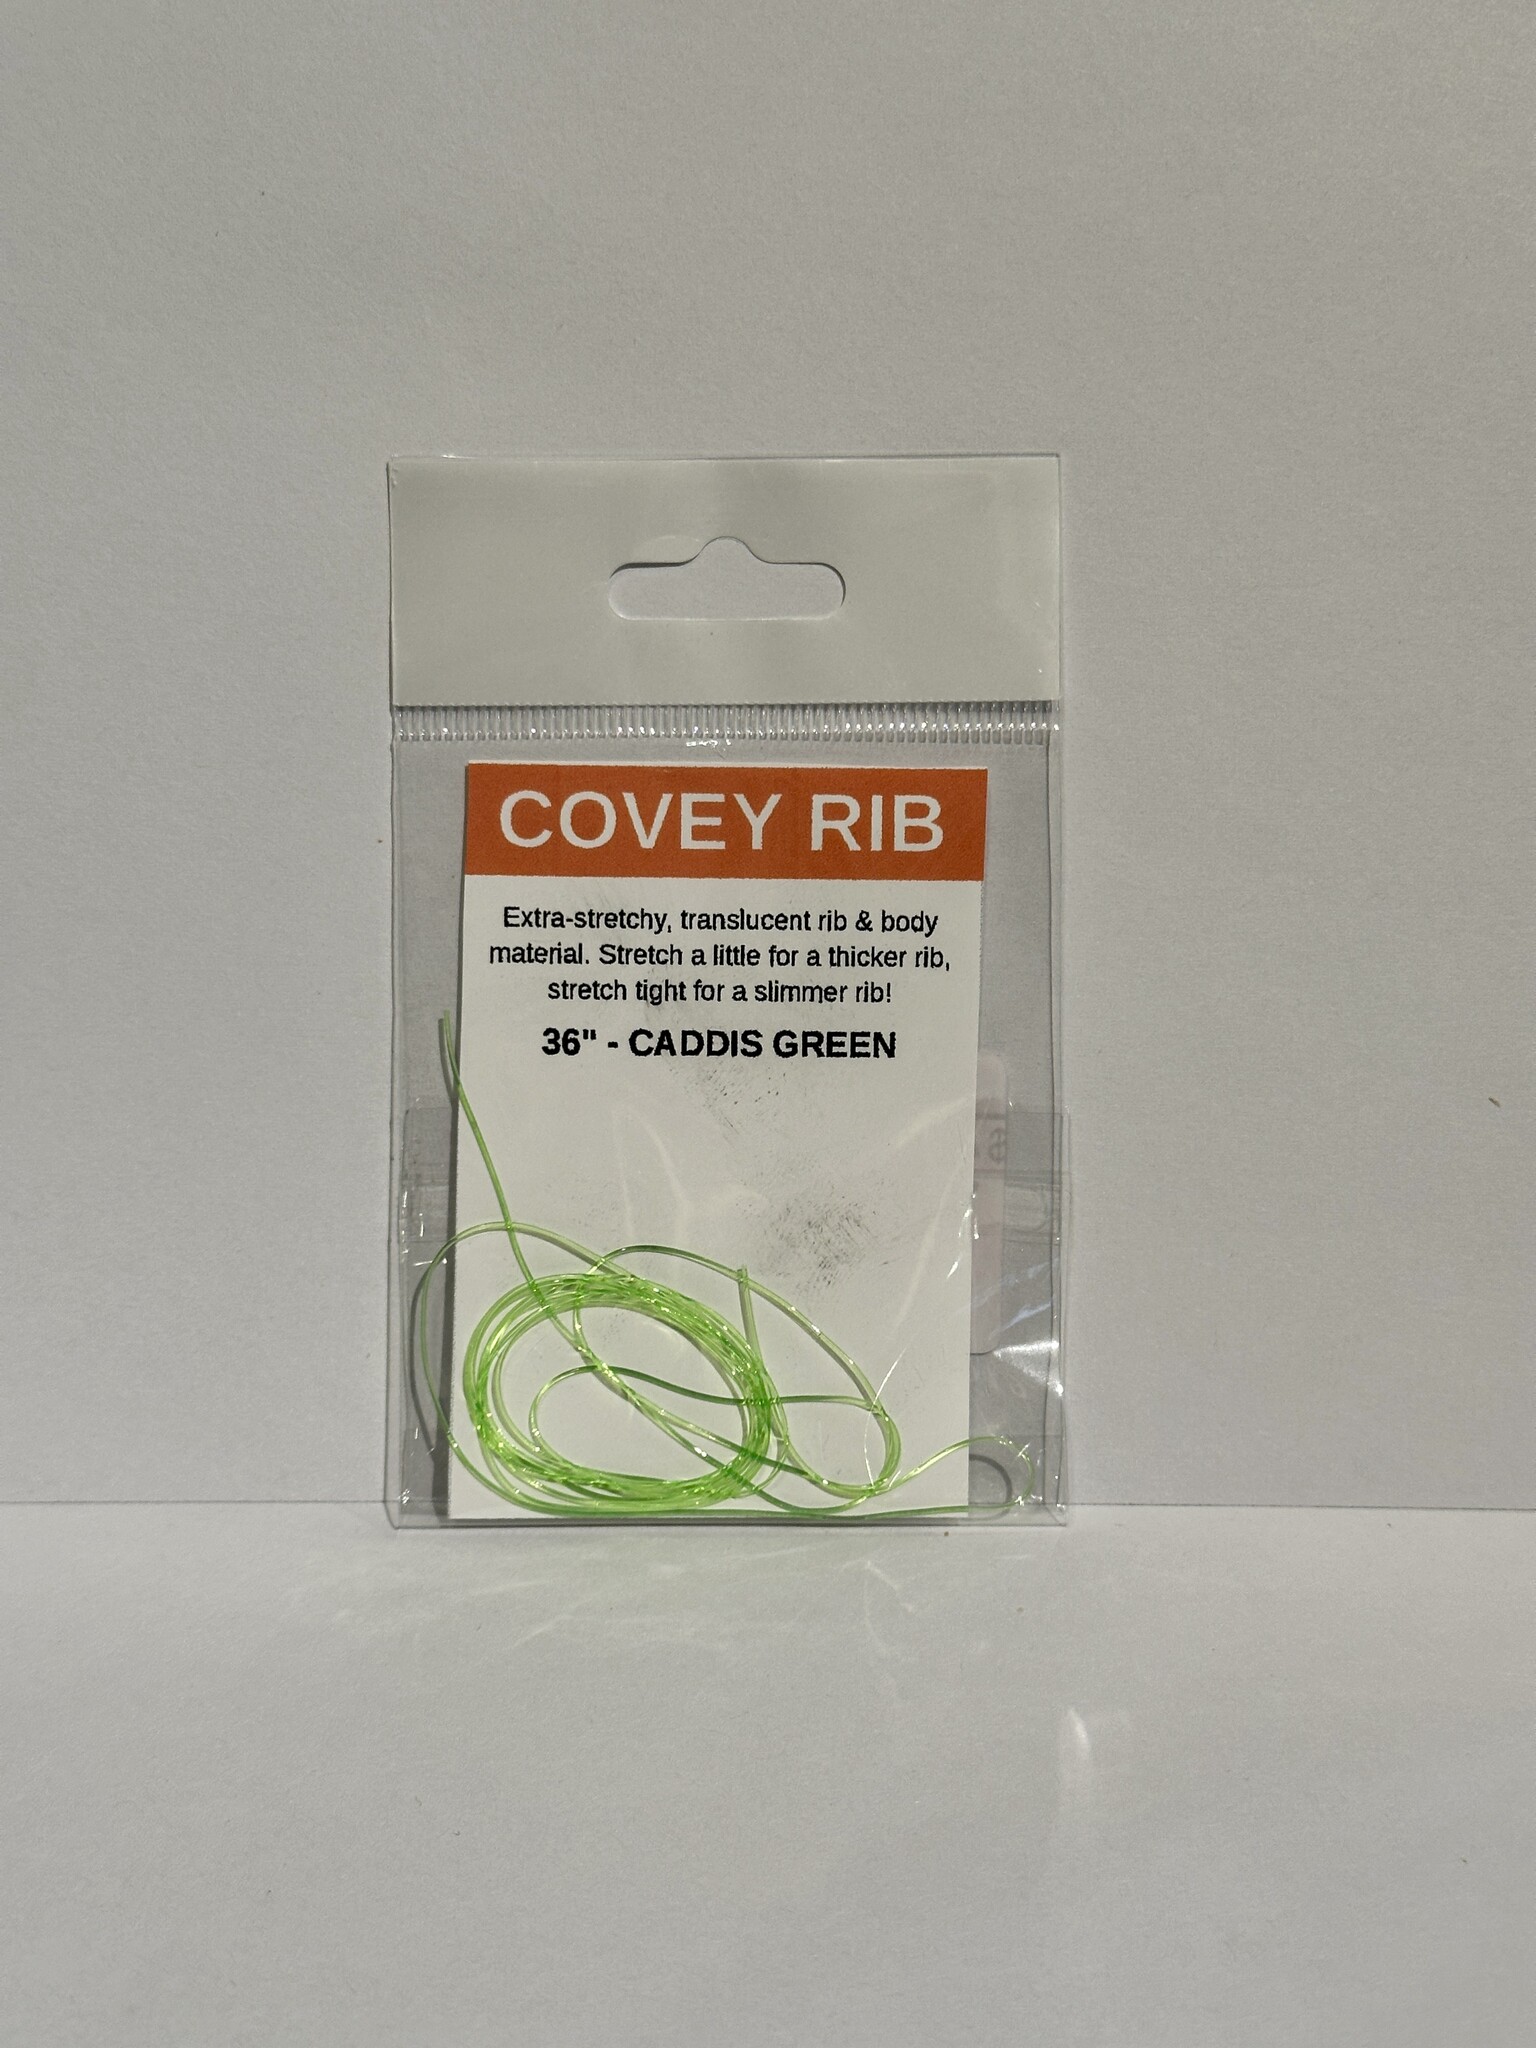 COVEY RIB
Extra-stretchy, translucent rib & body
material. Stretch a little for a thicker rib,
stretch tight for a slimmer rib!
36" - CADDIS GREEN